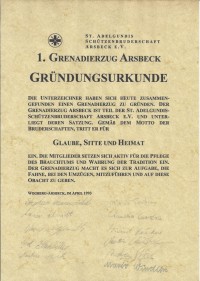 ST. ADELGUNDIS
SCHÜTZENBRUDERSCHAFT
ARSBECK E.V.
1. GRENADIERZUG ARSBECK
GRÜNDUNGSURKUNDE
DIE UNTERZEICHNER HABEN SICH HEUTE ZUSAMMEN-
GEFUNDEN EINEN GRENADIERZUG ZU GRÜNDEN. DER
GRENADIERZUG ARSBECK IST TEIL DER ST. ADELGUNDIS-
SCHÜTZENBRUDERSCHAFT ARSBECK E.V. UND UNTER-
LIEGT DEREN SATZUNG. GEMÄß DEM MOTTO DER
BRUDERSCHAFTEN, TRITT ER FÜR
GLAUBE, SITTE UND HEIMAT
EIN. DIE MITGLIEDER SETZEN SICH AKTIV FÜR DIE PFLEGE
DES BRAUCHTUMS UND WAHRUNG DER TRADITION EIN.
DER GRENADIERZUG MACHT ES SICH ZUR AUFGABE, DIE
FAHNE, BEI DEN UMZÜGEN, MITZUFÜHREN UND AUF DIESE
OBACHT ZU GEBEN.
WEGBERG-ARSBECK, APRIL